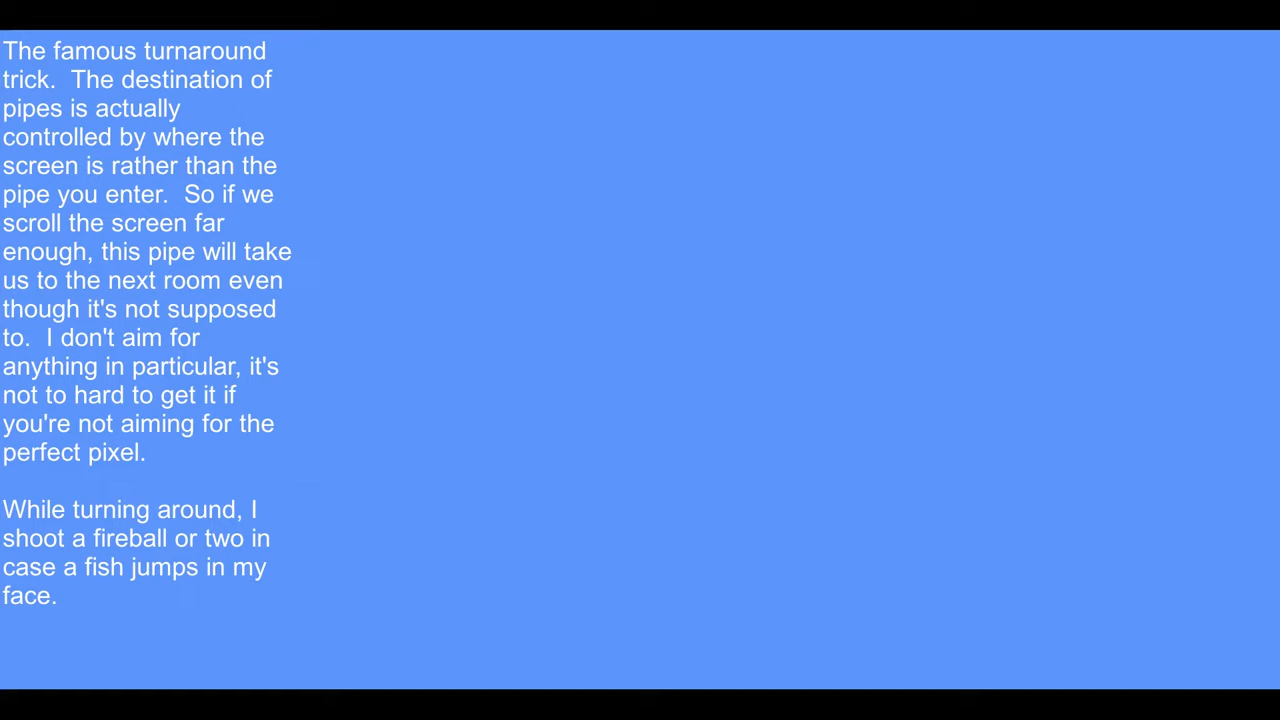 The famous turnaround
trick.  The destination of
pipes is actually
controlled by where the
screen is rather than the
pipe you enter.  So if we
scroll the screen far
enough, this pipe will take
us to the next room even
though it's not supposed
to.  I don't aim for
anything in particular, it's
not to hard to get it if
you're not aiming for the
perfect pixel.

While turning around, I
shoot a fireball or two in
case a fish jumps in my
face.